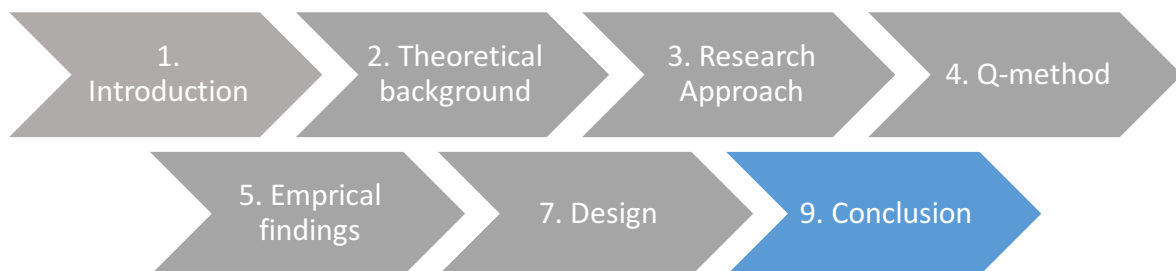 1.
Introduction
2. Theoretical
background
3. Research
Approach
4. Q-method
5. Emprical
findings
7. Design
9. Conclusion